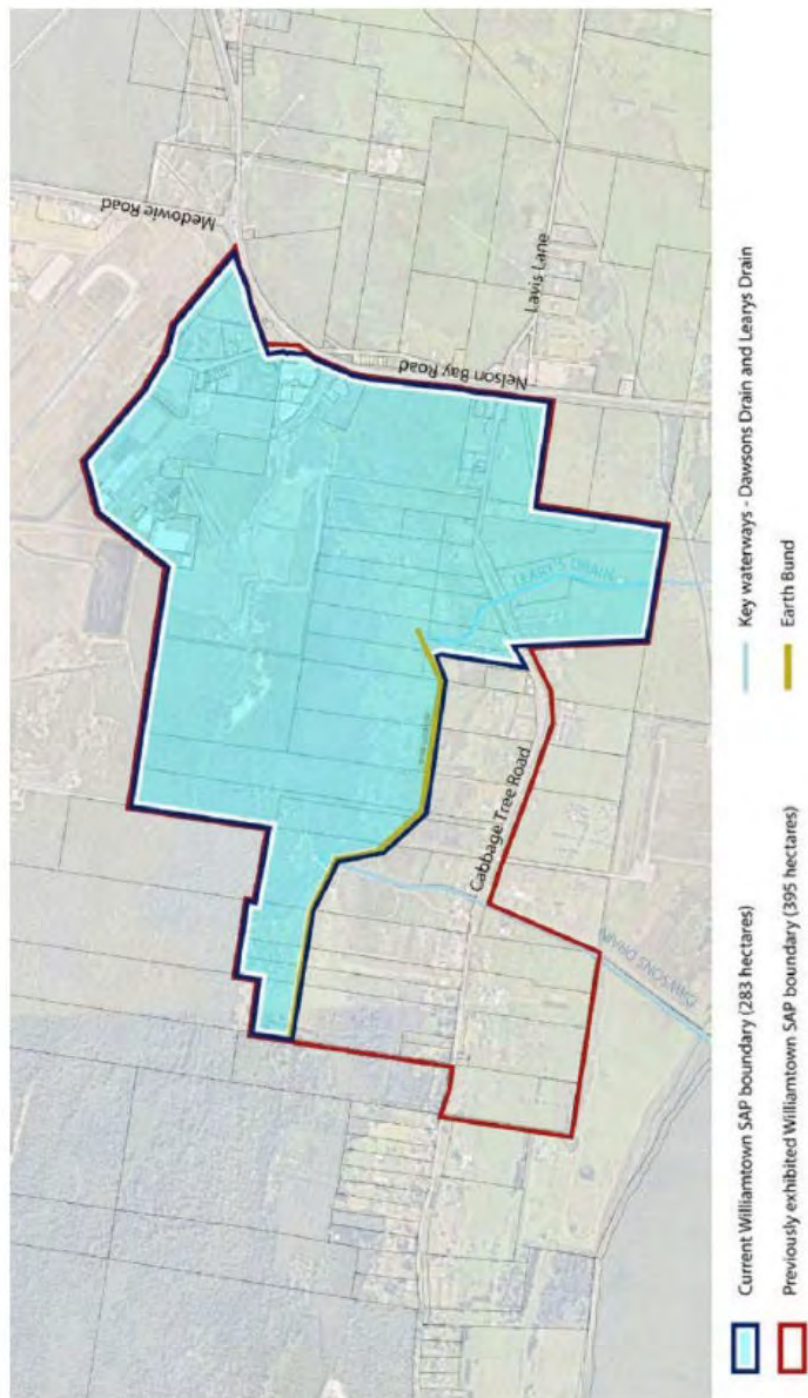 Medowie Road
Lavis Lane
Nelson Bay Road
LEARY'S DRAIN
Cabbage Tree Road
DAWSONS DRAIN
Current Williamtown SAP boundary (283 hectares)
Previously exhibited Williamtown SAP boundary (395 hectares)
Key waterways - Dawsons Drain and Learys Drain
Earth Bund